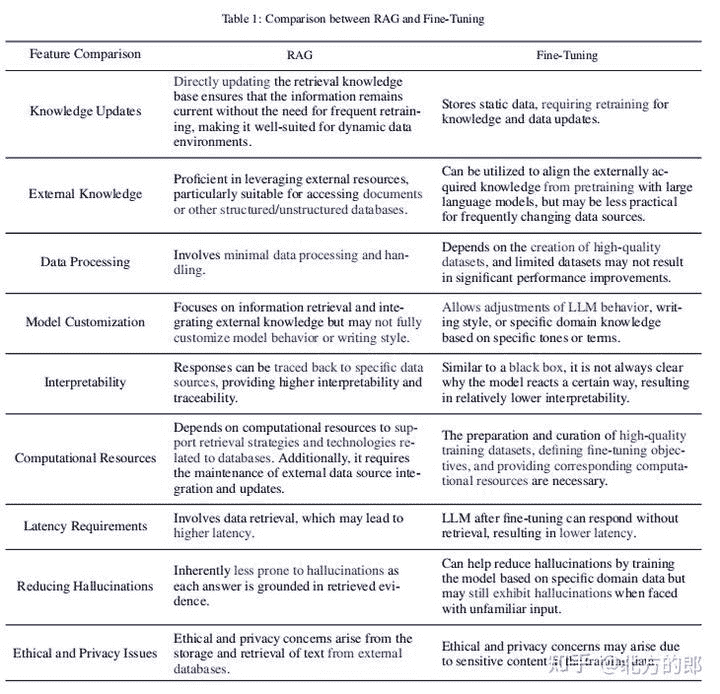 Table 1: Comparison between RAG and Fine-Tuning
Feature Comparison RAG Fine-Tuning
Knowledge Updates
Directly updating the retrieval knowledge
base ensures that the information remains
current without the need for frequent retrain-
ing, making it well-suited for dynamic data
environments.
Stores static data, requiring retraining for
knowledge and data updates.
External Knowledge
Proficient in leveraging external resources,
particularly suitable for accessing documents
or other structured/unstructured databases.
Can be utilized to align the externally ac-
quired knowledge from pretraining with large
language models, but may be less practical
for frequently changing data sources.
Data Processing
Involves minimal data processing and han-
dling.
Depends on the creation of high-quality
datasets, and limited datasets may not result
in significant performance improvements.
Model Customization
Focuses on information retrieval and inte-
grating external knowledge but may not fully
customize model behavior or writing style.
Allows adjustments of LLM behavior, writ-
ing style, or specific domain knowledge
based on specific tones or terms.
Interpretability
Responses can be traced back to specific data
sources, providing higher interpretability and
traceability.
Similar to a black box, it is not always clear
why the model reacts a certain way, resulting
in relatively lower interpretability.
Computational Resources
Depends on computational resources to sup-
port retrieval strategies and technologies re-
lated to databases. Additionally, it requires
the maintenance of external data source inte-
gration and updates.
The preparation and curation of high-quality
training datasets, defining fine-tuning objec-
tives, and providing corresponding computa-
tional resources are necessary.
Latency Requirements
Involves data retrieval, which may lead to
higher latency.
LLM after fine-tuning can respond without
retrieval, resulting in lower latency.
Reducing Hallucinations
Inherently less prone to hallucinations as
each answer is grounded in retrieved evi-
dence.
Can help reduce hallucinations by training
the model based on specific domain data but
may still exhibit hallucinations when faced
with unfamiliar input.
Ethical and Privacy Issues
Ethical and privacy concerns arise from the
storage and retrieval of text from external
databases.
Ethical and privacy concerns may arise due
to sensitive content in the training data.
知乎 @北方的郎